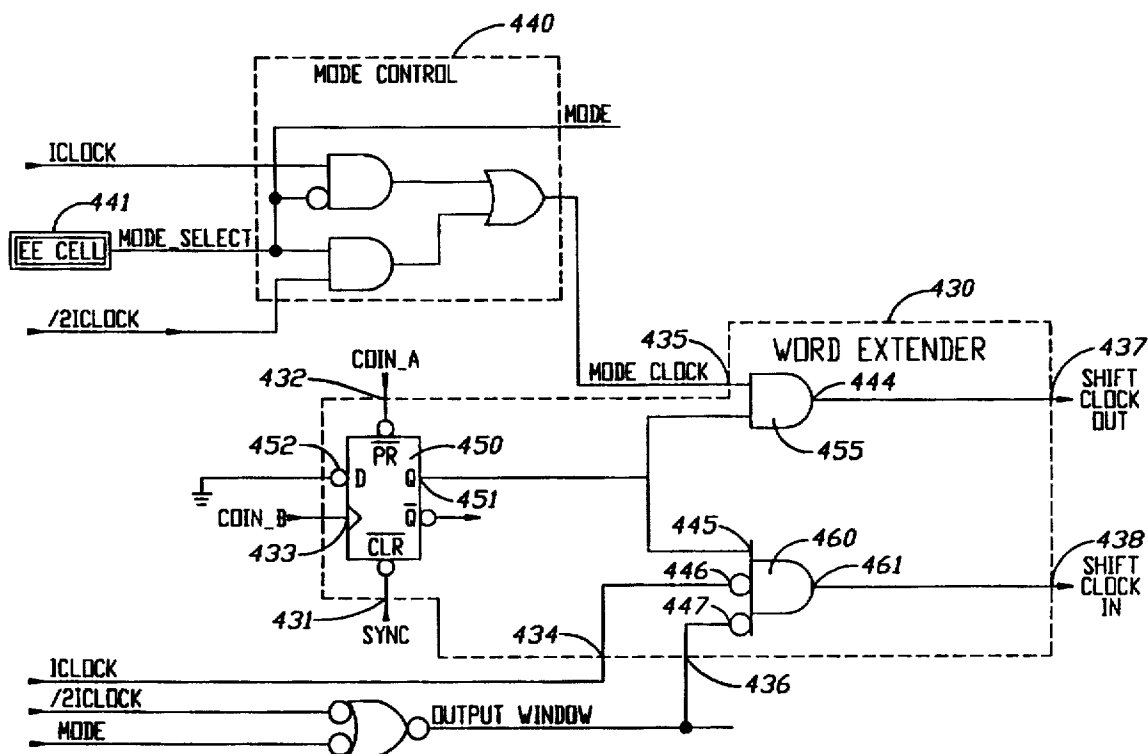 440
MODE CONTROL
MODE
ICLOCK
441
EE CELL
MODE_SELECT
/2ICLOCK
430
435
WORD EXTENDER
437
COIN_A
MODE_CLOCK
444
SHIFT
CLOCK
OUT
432
455
452
PR
450
D
Q
451
COIN_B
Q
445
460
433
CLR
446
461
438
SHIFT
CLOCK
IN
447
431
SYNC
434
436
ICLOCK
/2ICLOCK
OUTPUT WINDOW
MODE